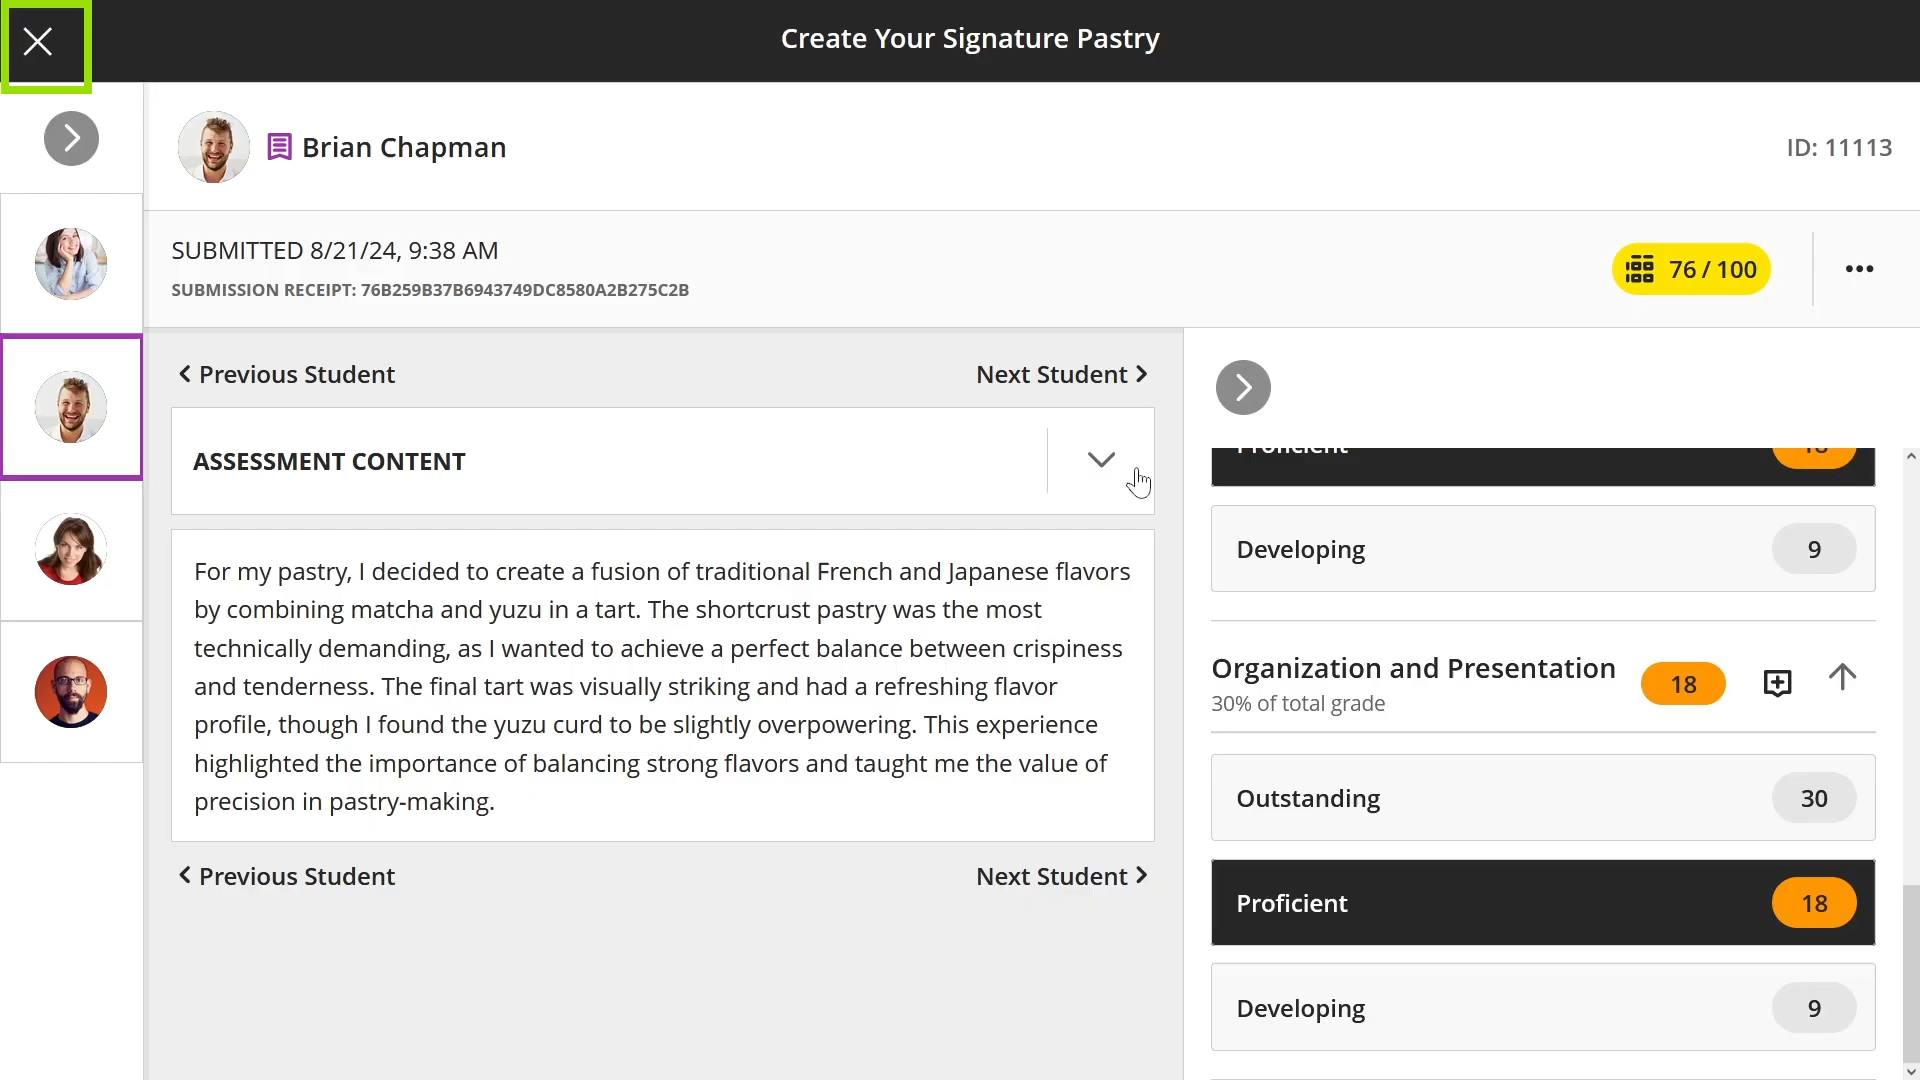 Create Your Signature Pastry
Brian Chapman
ID: 11113
SUBMITTED 8/21/24, 9:38 AM
SUBMISSION RECEIPT: 76B259B37B6943749DC8580A2B275C2B
76 / 100
Previous Student
Next Student
ASSESSMENT CONTENT
For my pastry, I decided to create a fusion of traditional French and Japanese flavors
by combining matcha and yuzu in a tart. The shortcrust pastry was the most
technically demanding, as I wanted to achieve a perfect balance between crispiness
and tenderness. The final tart was visually striking and had a refreshing flavor
profile, though I found the yuzu curd to be slightly overpowering. This experience
highlighted the importance of balancing strong flavors and taught me the value of
precision in pastry-making.
Previous Student
Next Student
Proficient
18
Developing
9
Organization and Presentation
30% of total grade
18
Outstanding
30
Proficient
18
Developing
9